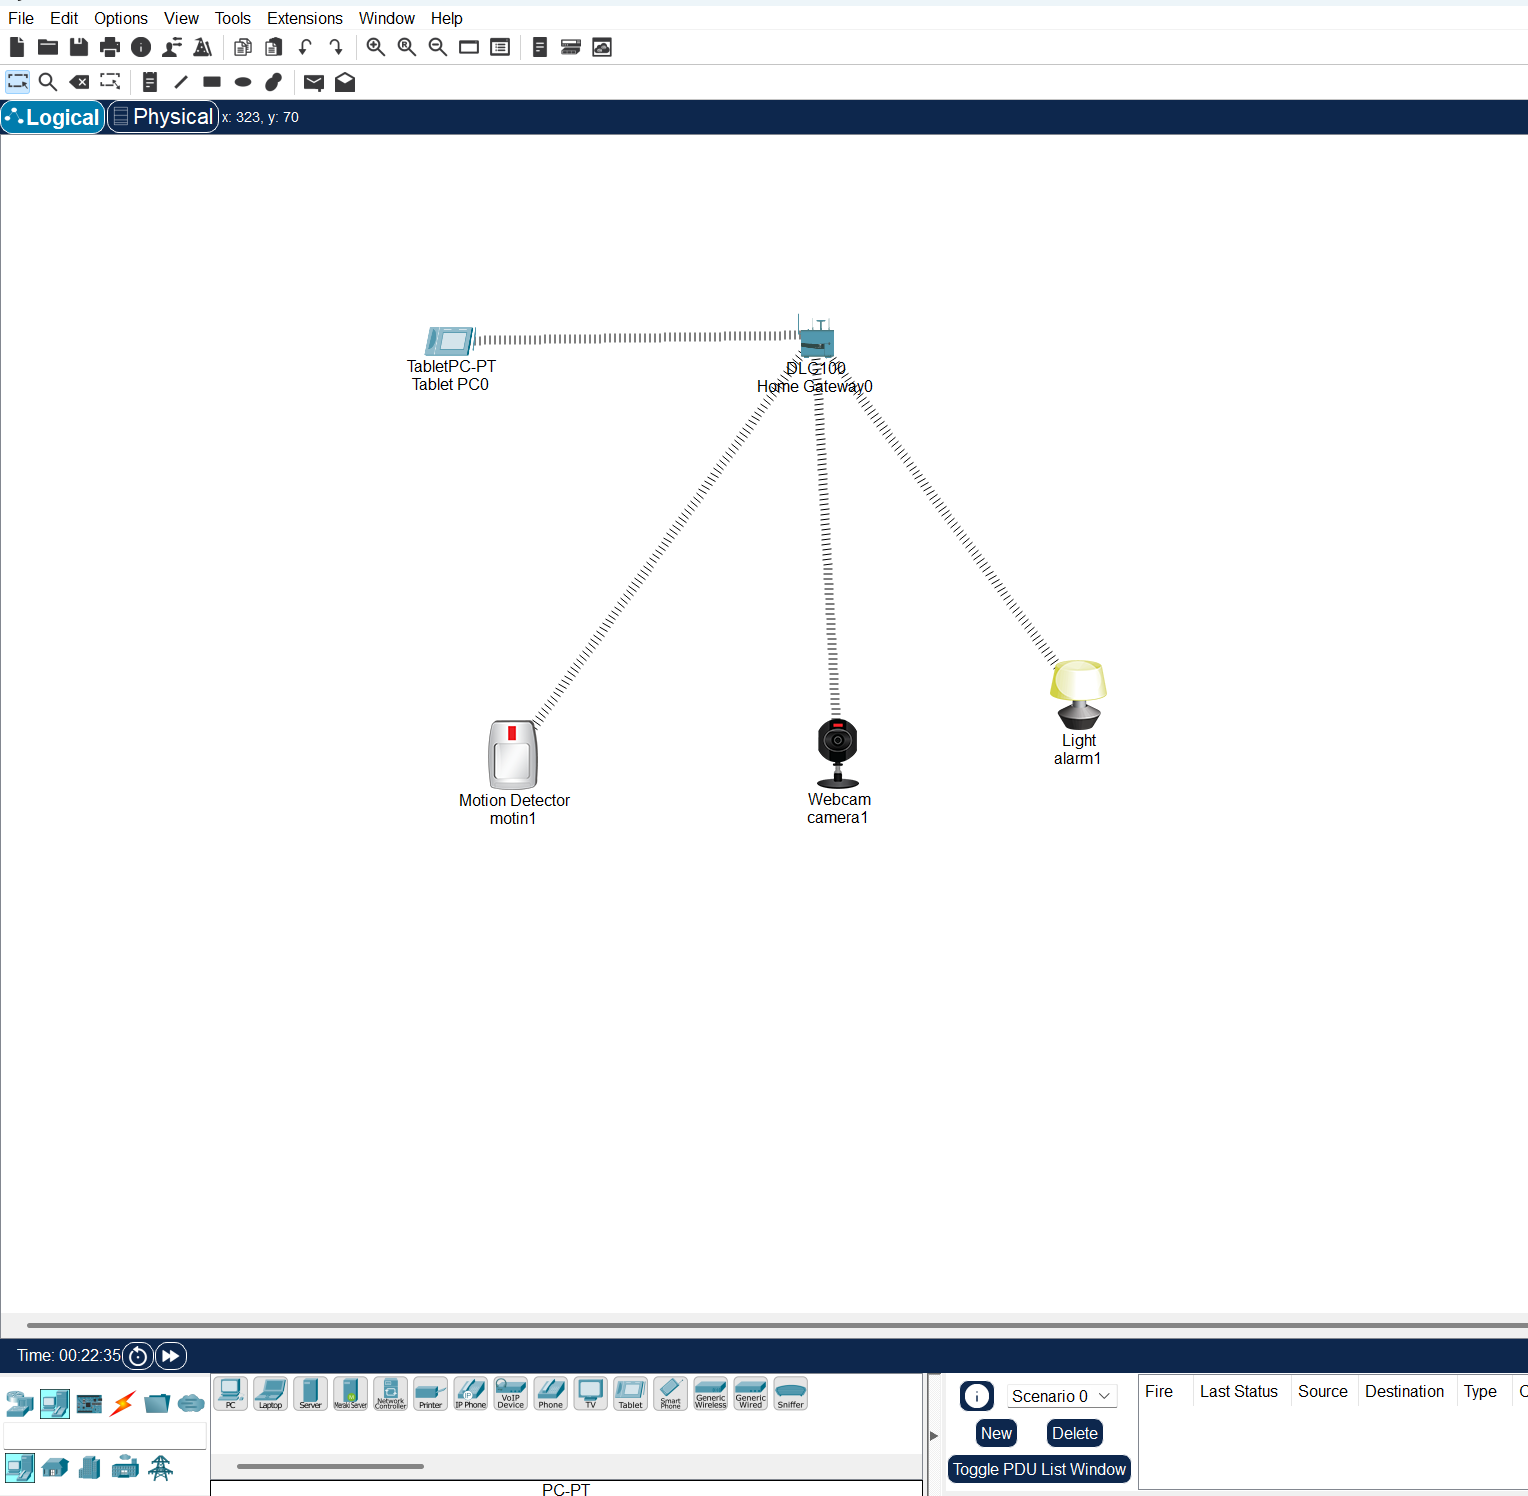 File Edit Options View Tools Extensions Window Help
Logical Physical x: 323, y: 70
TabletPC-PT
Tablet PC0
DLC100
Home Gateway0
Light
alarm1
Motion Detector
motin1
Webcam
camera1
Time: 00:22:35
PC Laptop Server Meraki Server Network Controller Printer IP Phone VoIP Device Phone TV Tablet Smart Phone Generic Wireless Generic Wired Sniffer
PC-PT
Scenario 0
New Delete
Toggle PDU List Window
Fire Last Status Source Destination Type